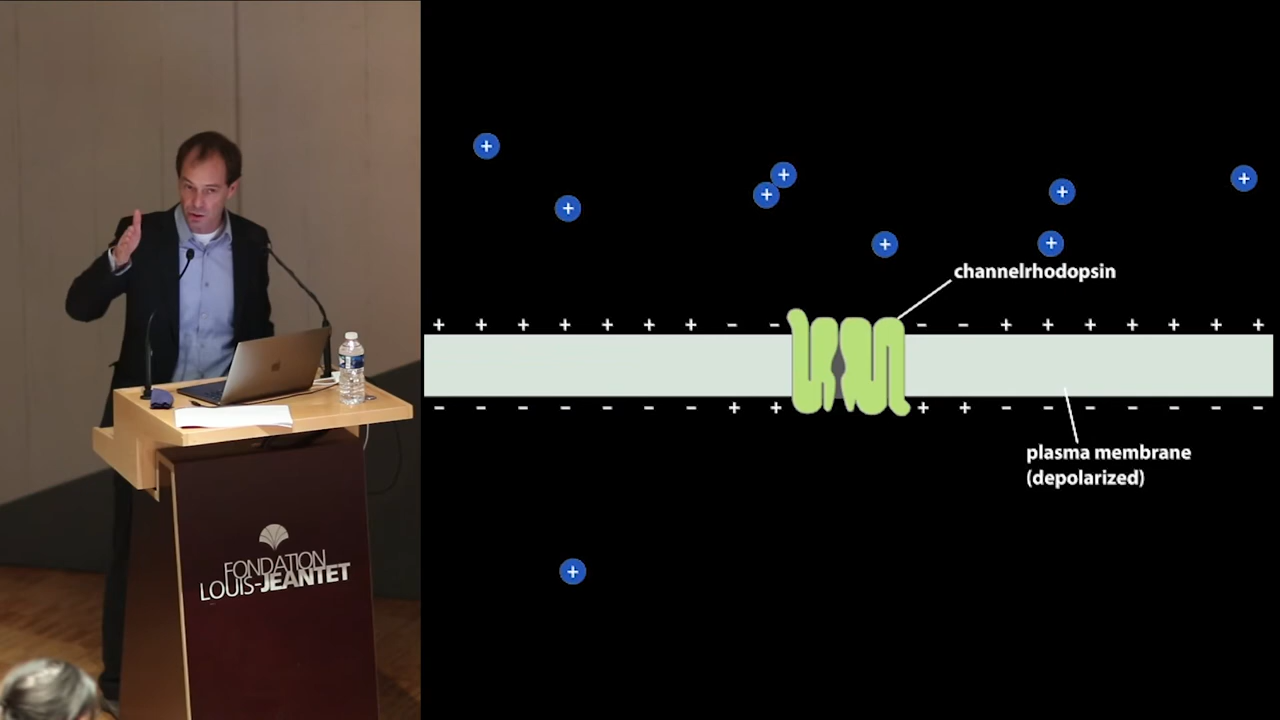 FONDATION
LOUIS-JEANTET
+ + + + + + + +
channelrhodopsin
+ + + + + + + - - - - + + + + + + +
- - - - - - - + + + + - - - - - - -
plasma membrane
(depolarized)
+